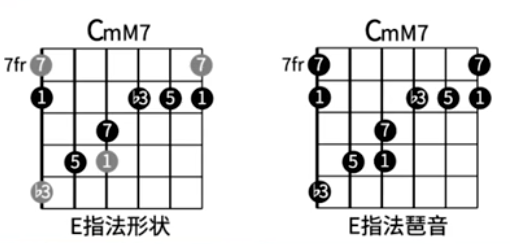 CmM7 CmM7
7fr 7 7 7fr 7 7
1 ♭3 5 1 1 ♭3 5 1
7 7
5 1 5 1
♭3 ♭3
E指法形状 E指法琶音